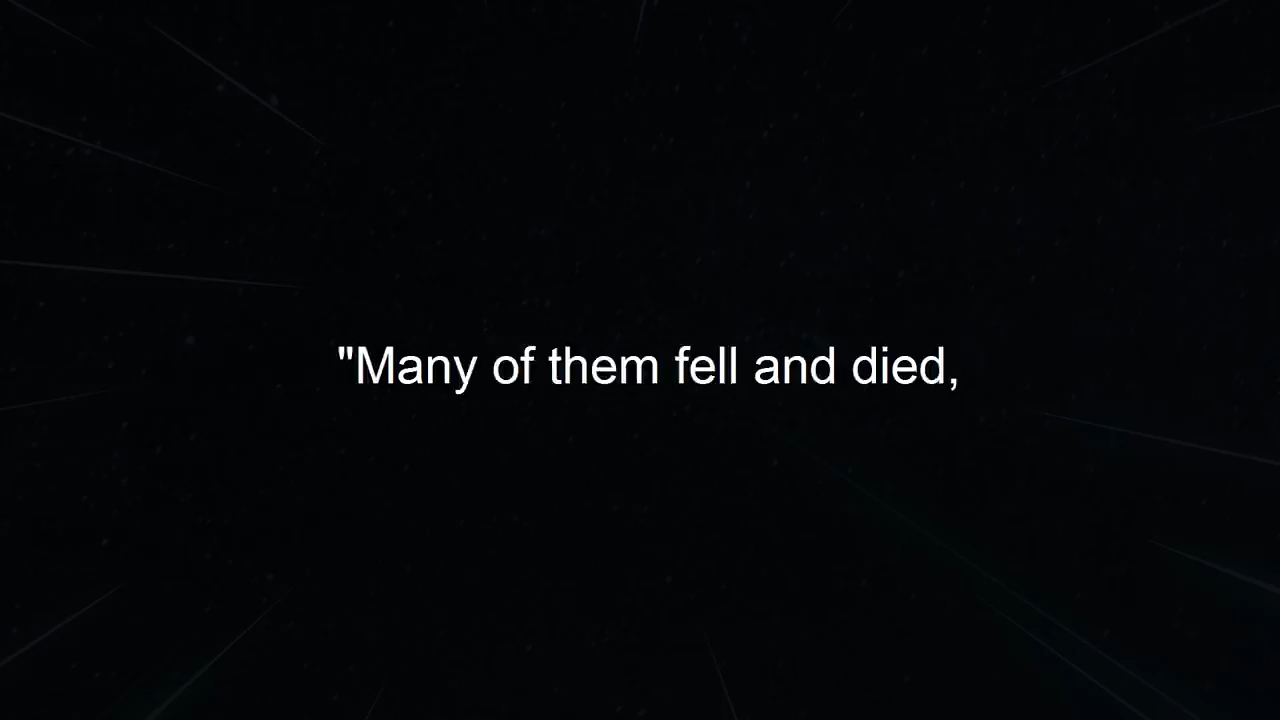 "Many of them fell and died,